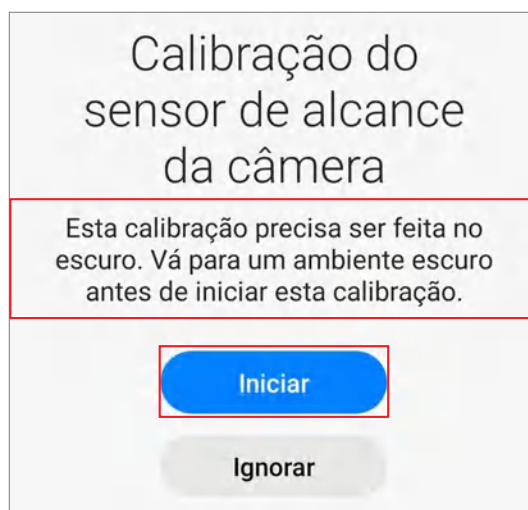 Calibração do
sensor de alcance
da câmera
Esta calibração precisa ser feita no
escuro. Vá para um ambiente escuro
antes de iniciar esta calibração.
Iniciar
Ignorar